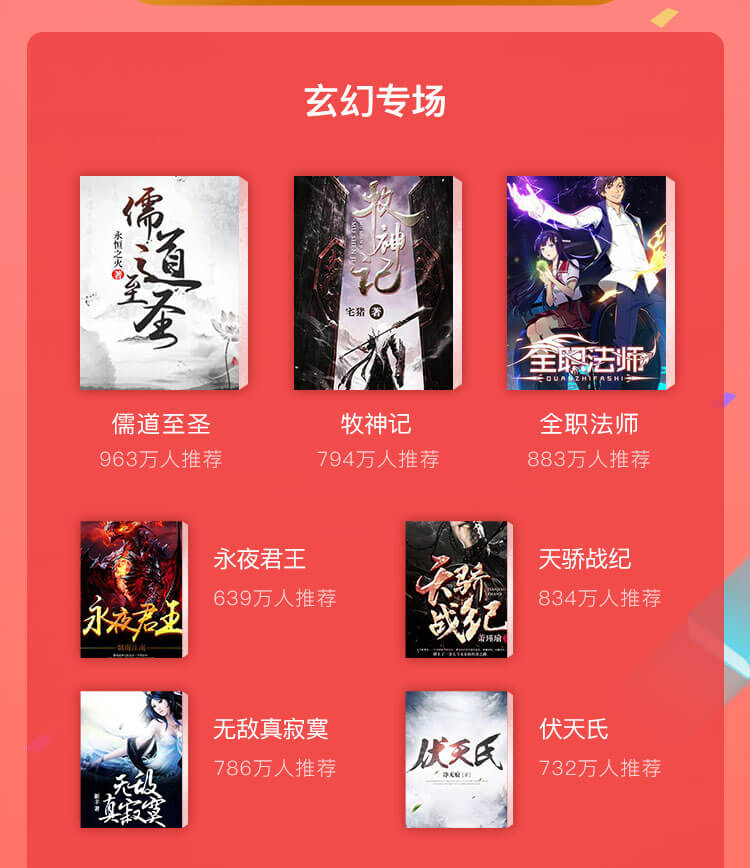 玄幻专场
儒道至圣
永恒之火 著
牧神记
宅猪 著
全职法师
QUANZHIFASHI
儒道至圣
牧神记
全职法师
963万人推荐
794万人推荐
883万人推荐
永夜君王
烟雨江南
永夜君王
639万人推荐
天骄战纪
萧瑾瑜
天骄战纪
834万人推荐
无敌真寂寞
新丰 著
无敌真寂寞
786万人推荐
伏天氏
净无痕
伏天氏
732万人推荐